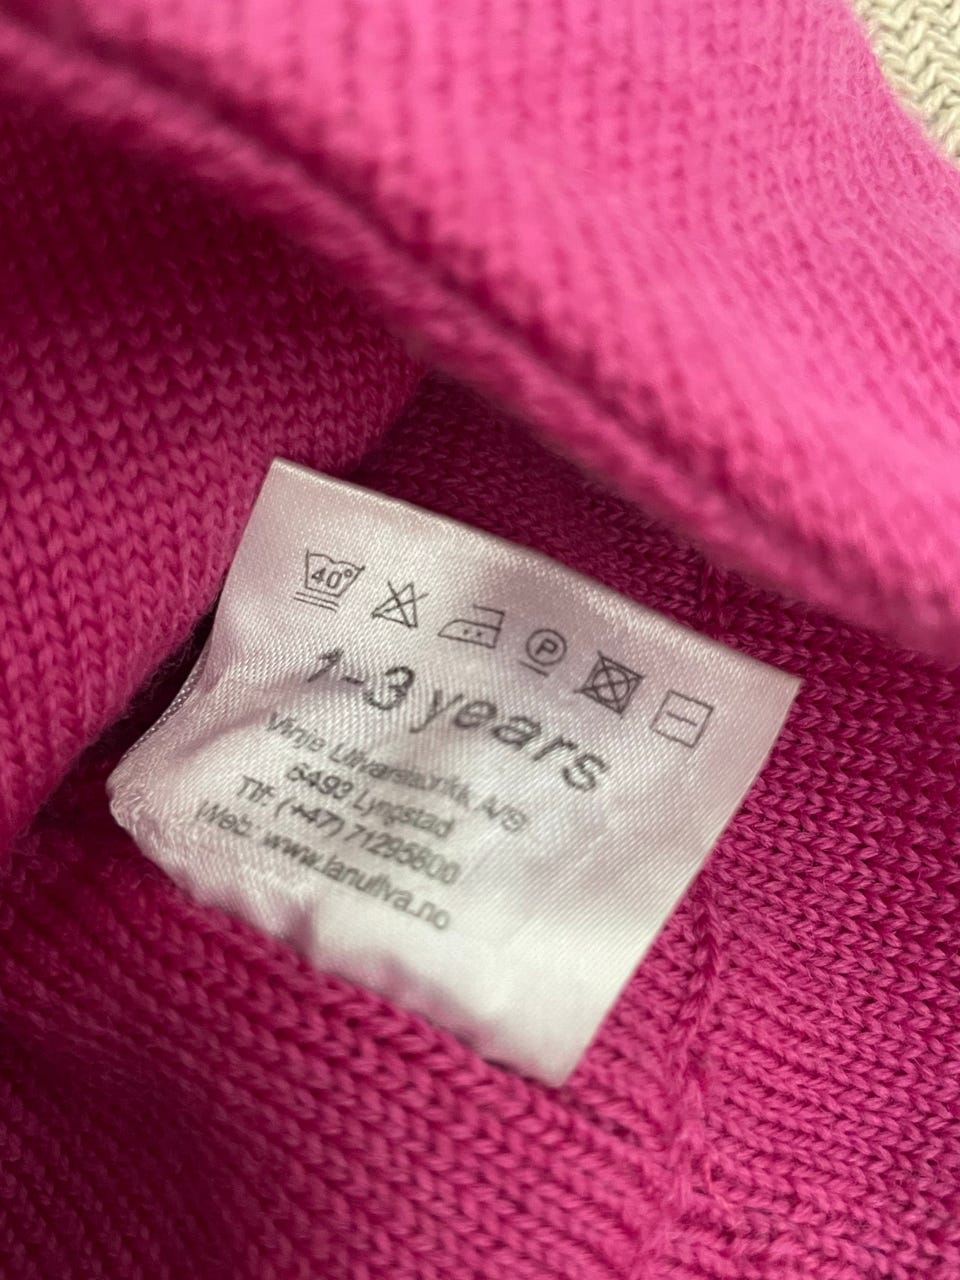 40°
P
1-3 years
Vinje Ullvarefabrikk A/S
6493 Lyngstad
Tlf: (+47) 71295800
Web: www.lanullva.no